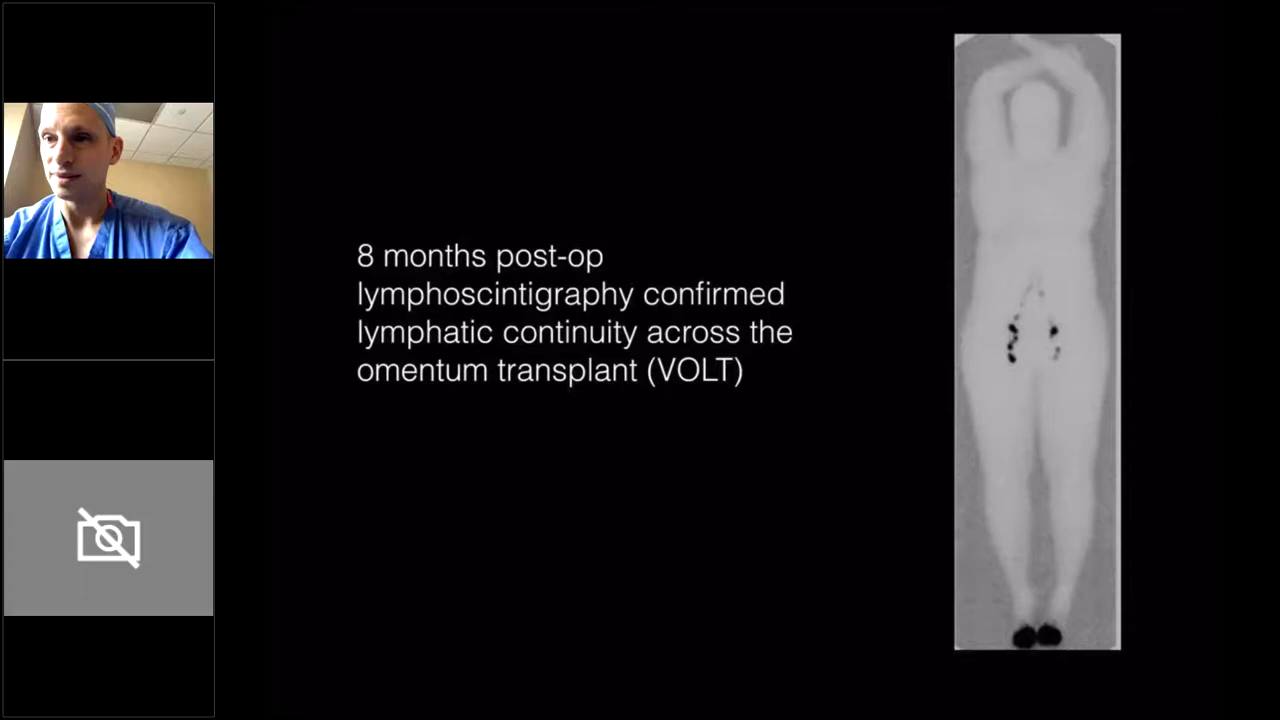 8 months post-op
lymphoscintigraphy confirmed
lymphatic continuity across the
omentum transplant (VOLT)